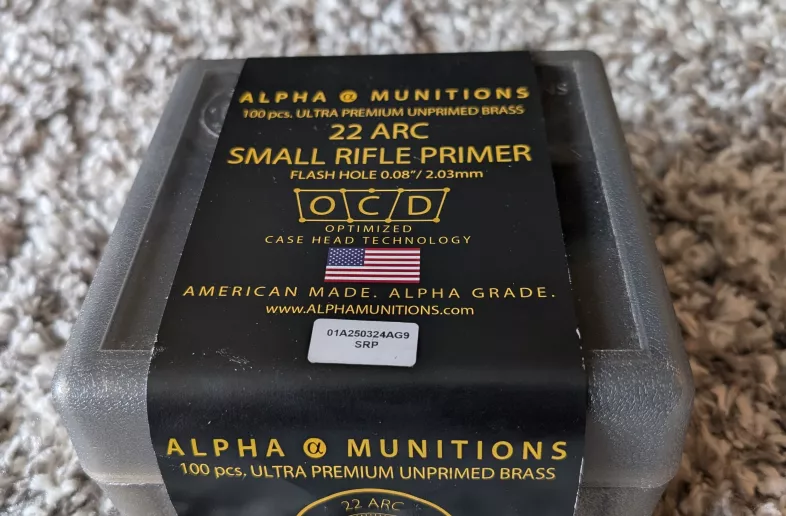 ALPHA α MUNITIONS
100 pcs. ULTRA PREMIUM UNPRIMED BRASS
22 ARC
SMALL RIFLE PRIMER
FLASH HOLE 0.08"/ 2.03mm
OCD
OPTIMIZED
CASE HEAD TECHNOLOGY
AMERICAN MADE. ALPHA GRADE.
www.ALPHAMUNITIONS.com
01A250324AG9
SRP
ALPHA α MUNITIONS
100 pcs. ULTRA PREMIUM UNPRIMED BRASS
22 ARC